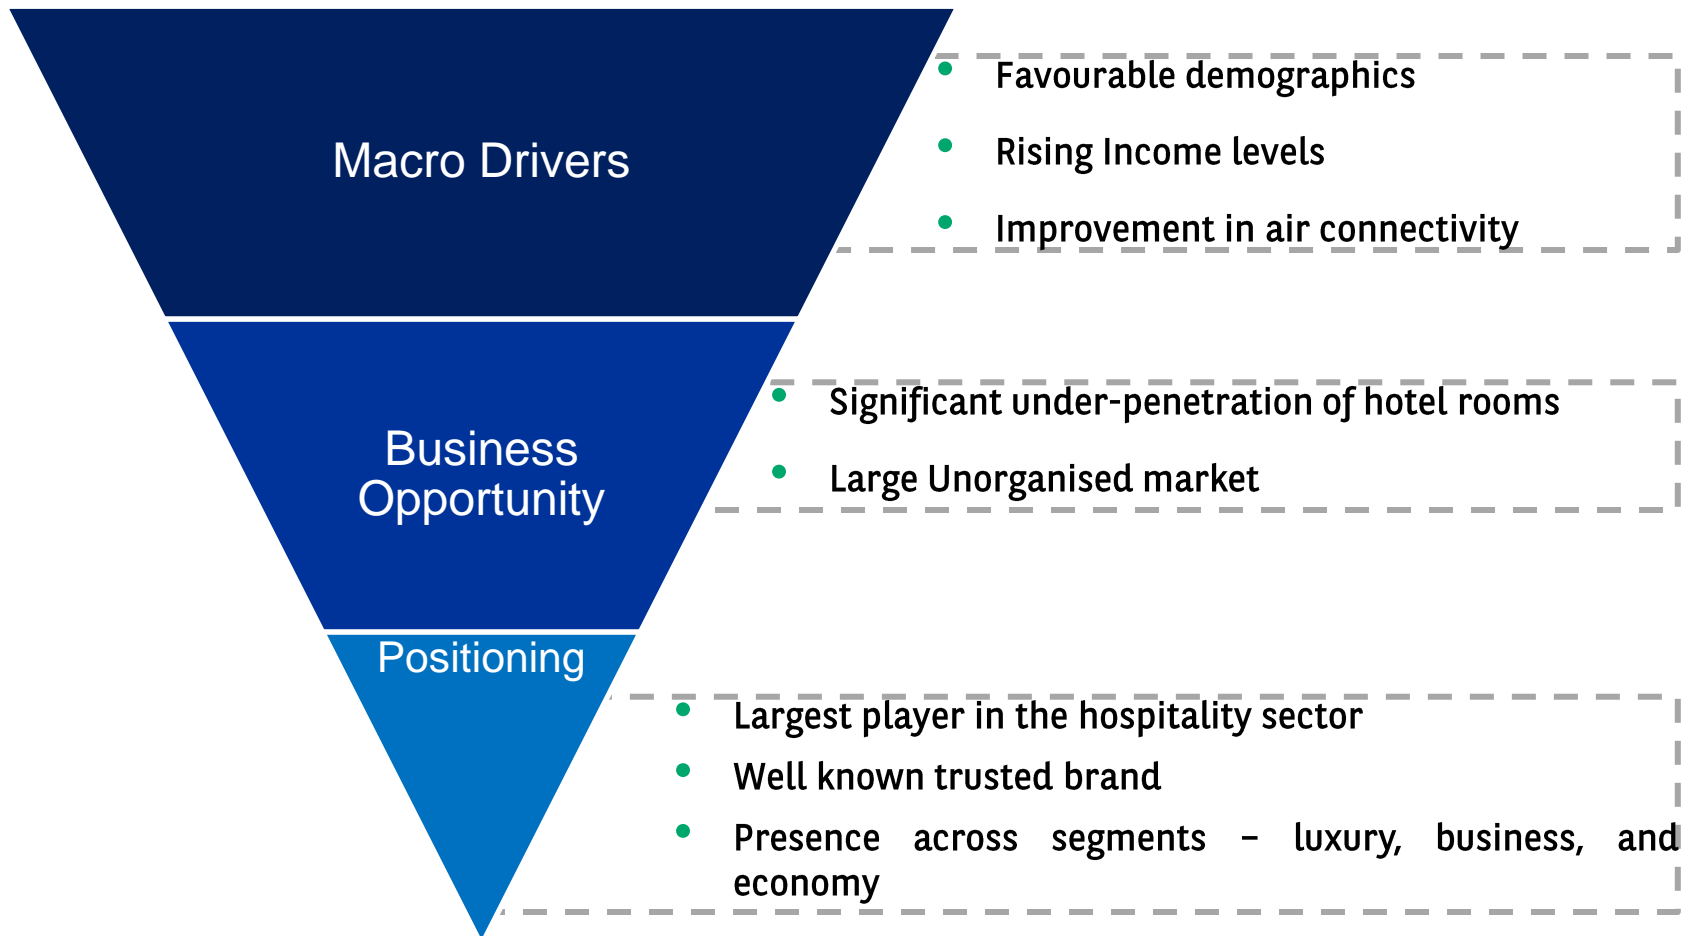 Macro Drivers
• Favourable demographics
• Rising Income levels
• Improvement in air connectivity
Business
Opportunity
• Significant under-penetration of hotel rooms
• Large Unorganised market
Positioning
• Largest player in the hospitality sector
• Well known trusted brand
• Presence across segments – luxury, business, and
economy